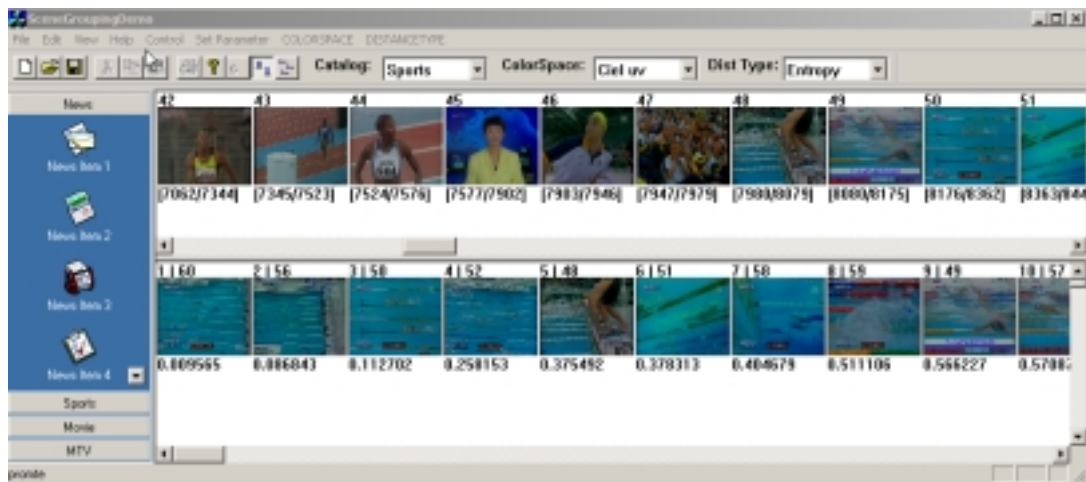 SceneGroupingDemo
File Edit View Help Control Set Parameter COLORSPACE DISTANCETYPE
Catalog: Sports ColorSpace: Ciel uv Dist Type: Entropy
News
News Item 1
News Item 2
News Item 3
News Item 4
Sports
Movie
MTV
42 43 44 45 46 47 48 49 50 51
[7062/7344] [7345/7523] [7524/7576] [7577/7902] [7903/7946] [7947/7979] [7980/8079] [8080/8175] [8176/8362]
1 | 60 2 | 56 3 | 50 4 | 52 5 | 48 6 | 51 7 | 58 8 | 59 9 | 49 10 | 57
0.009565 0.086843 0.112702 0.258153 0.375492 0.378313 0.404679 0.511106 0.566227